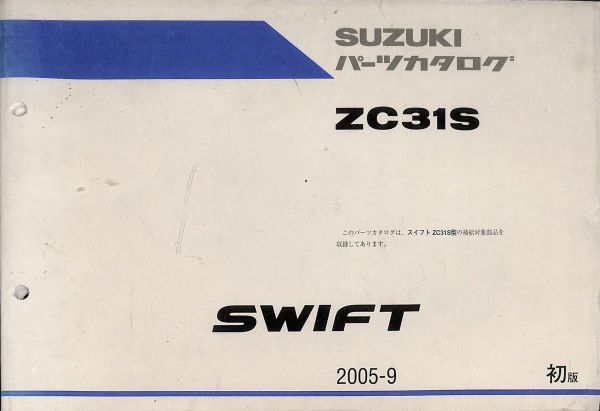 SUZUKI
パーツカタログ
ZC31S
このパーツカタログは、スイフト ZC31S型の補給対象部品を
収録してあります。
SWIFT
2005-9
初版